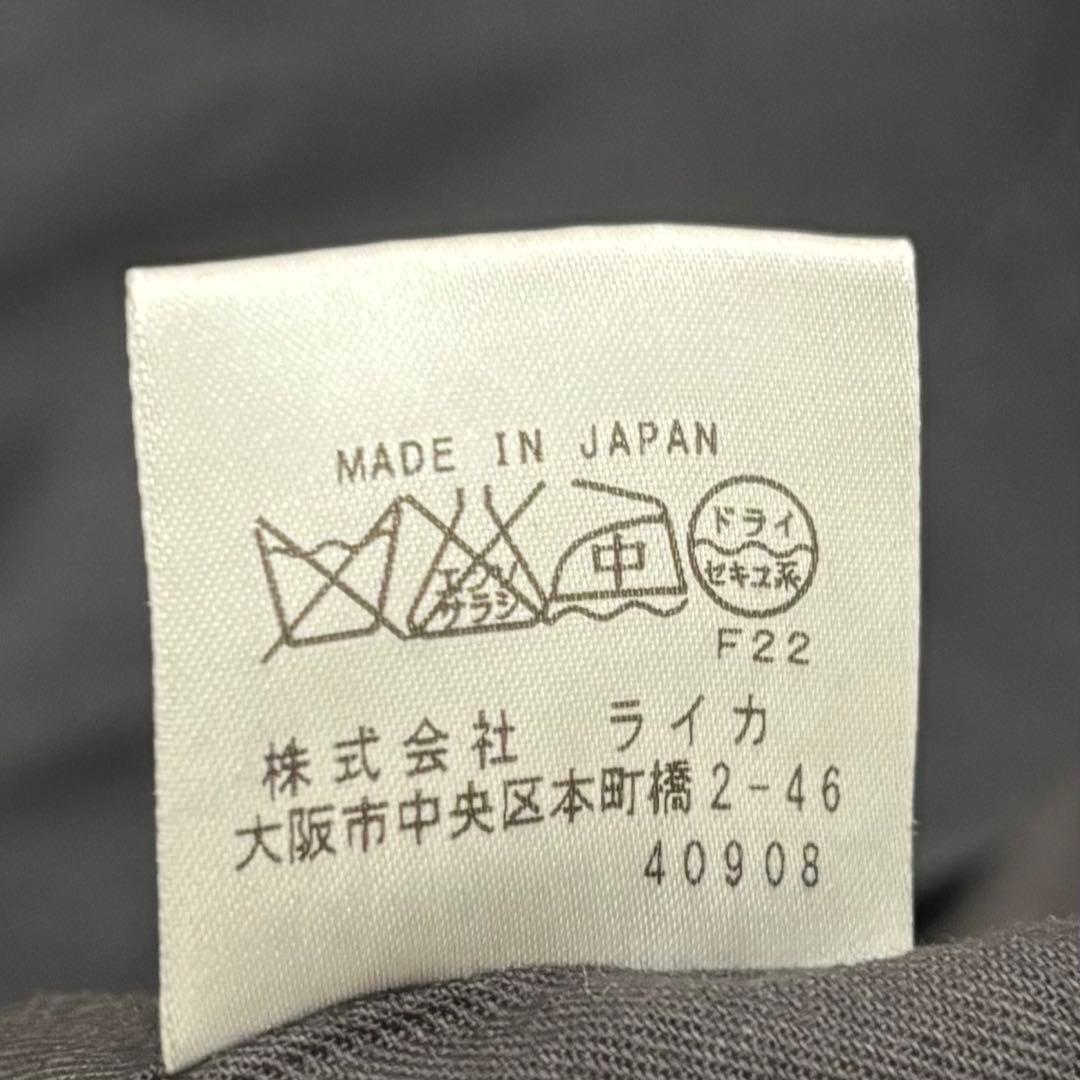 MADE IN JAPAN
エンソ
サラシ
中
ドライ
セキユ系
F22
株式会社 ライカ
大阪市中央区本町橋2-46
40908